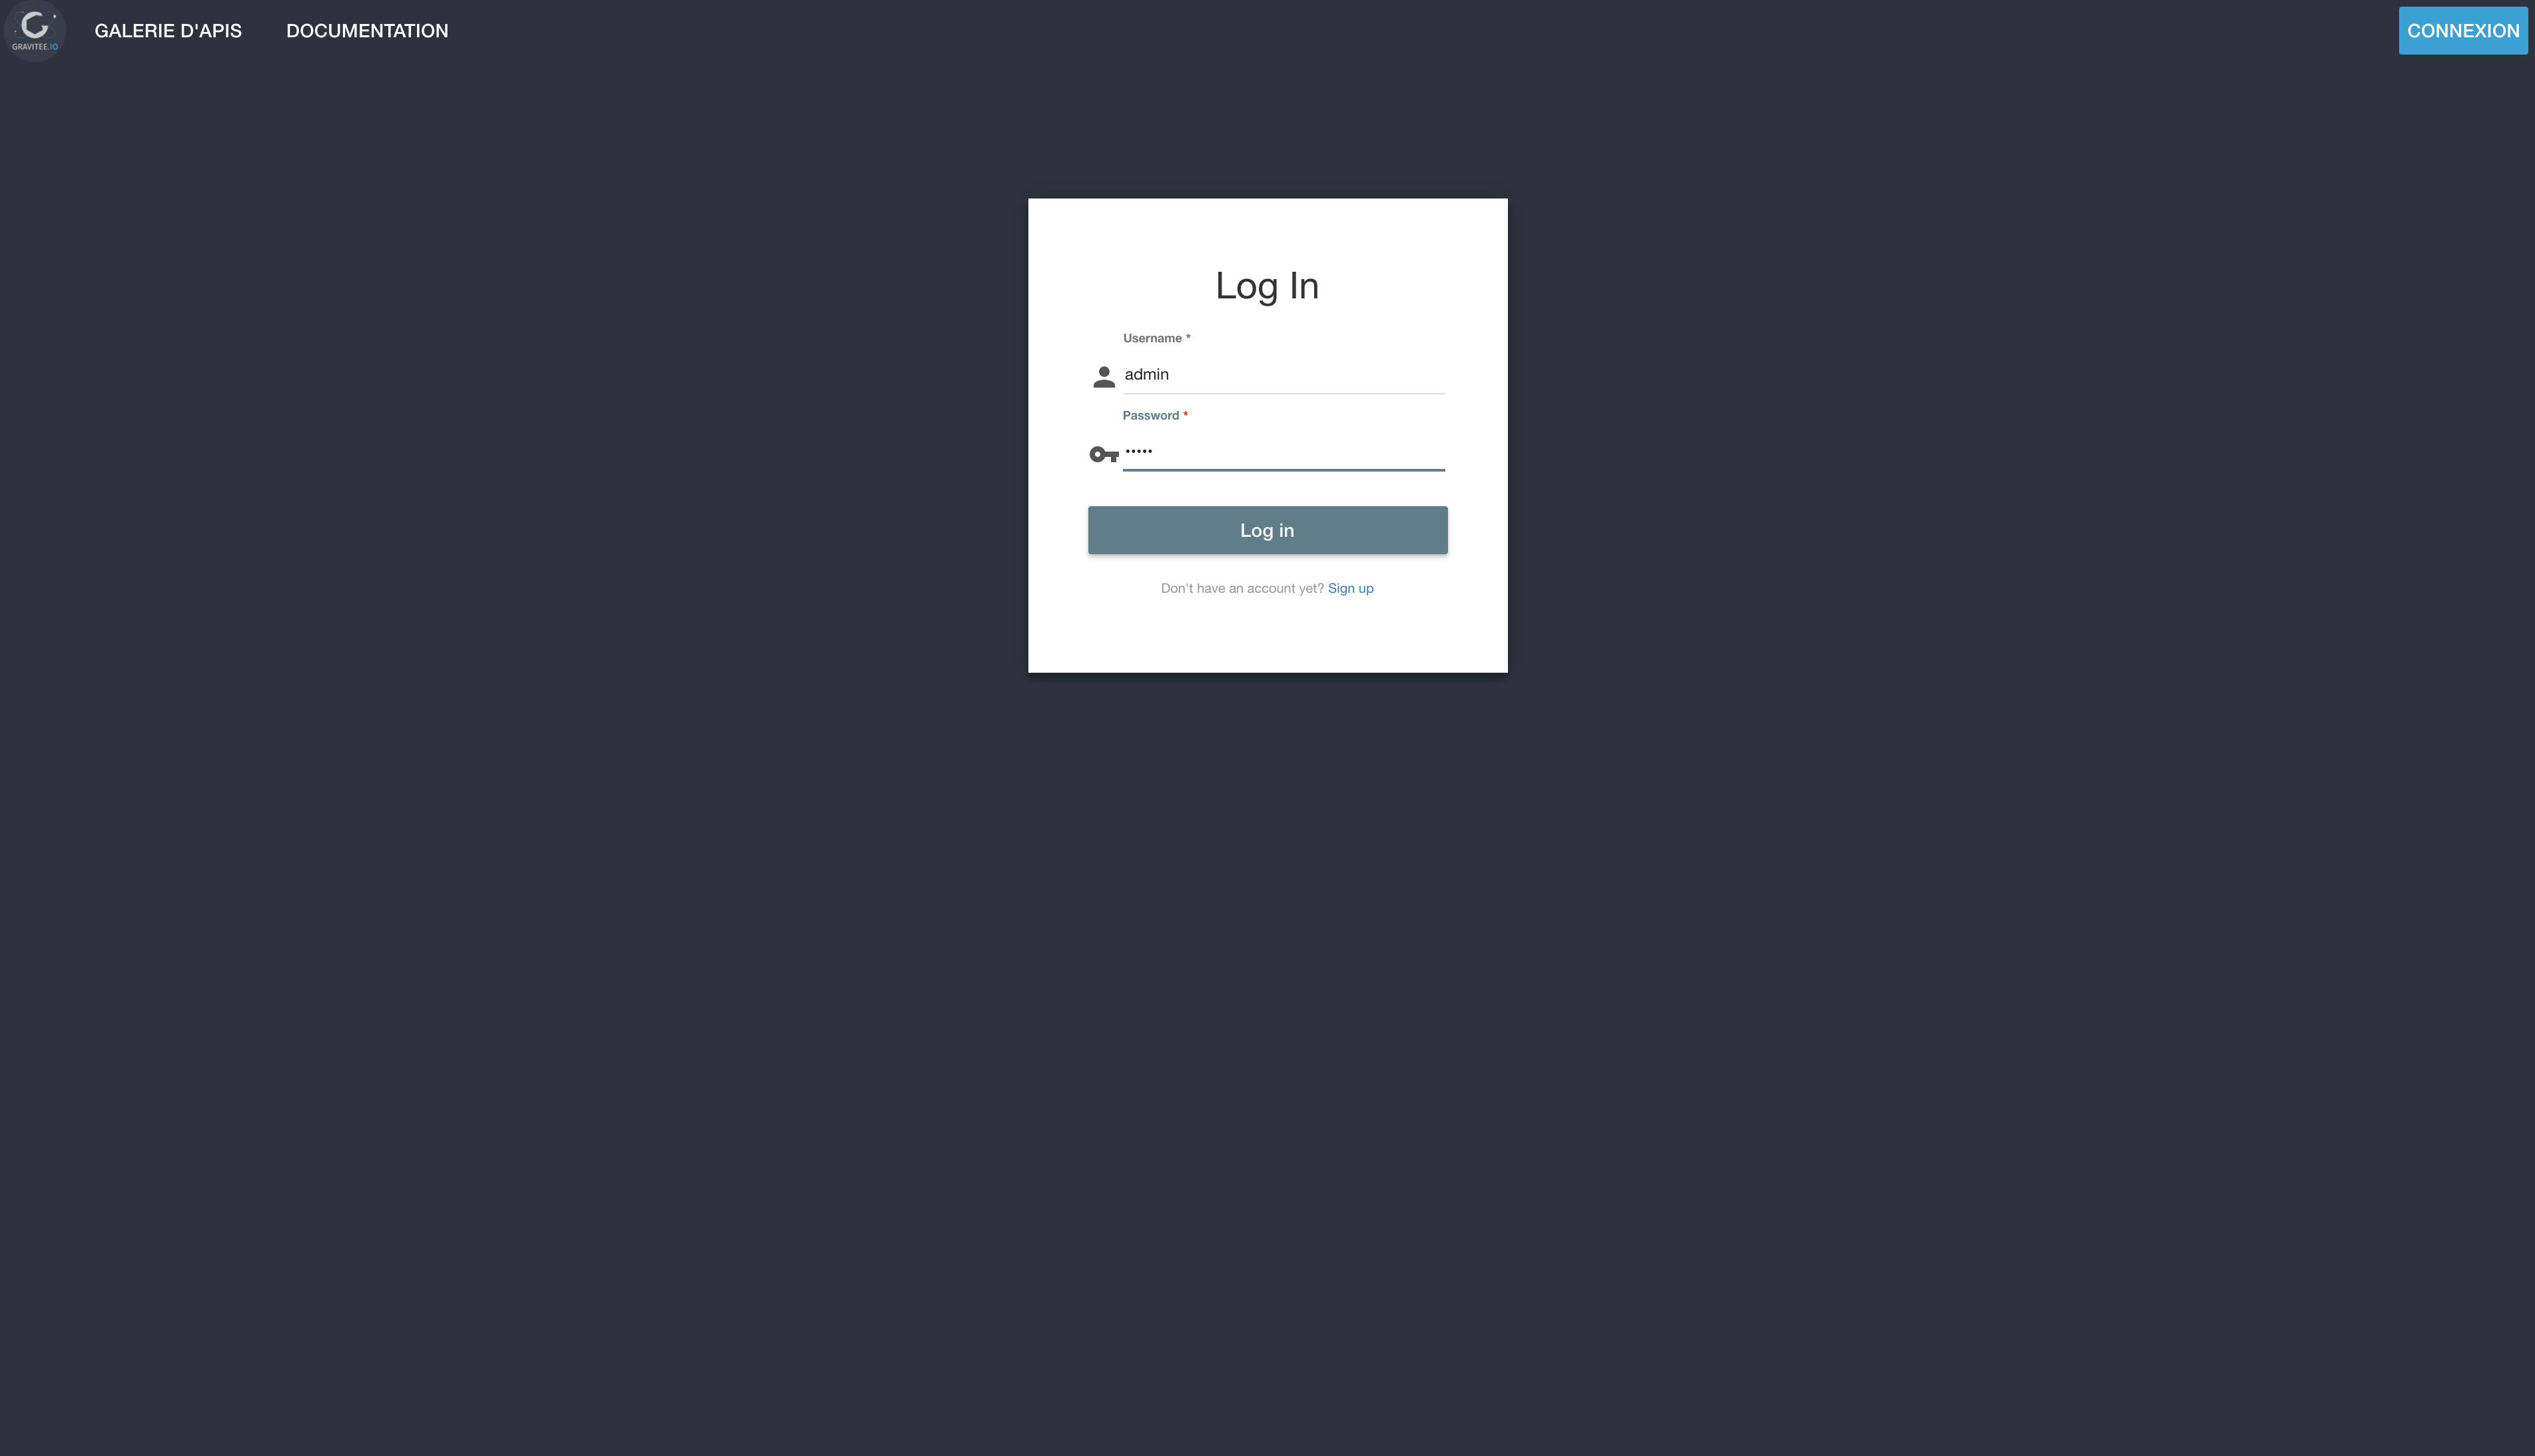 GRAVITEE.IO
GALERIE D'APIS
DOCUMENTATION
CONNEXION
Log In
Username *
admin
Password *
•••••
Log in
Don't have an account yet? Sign up